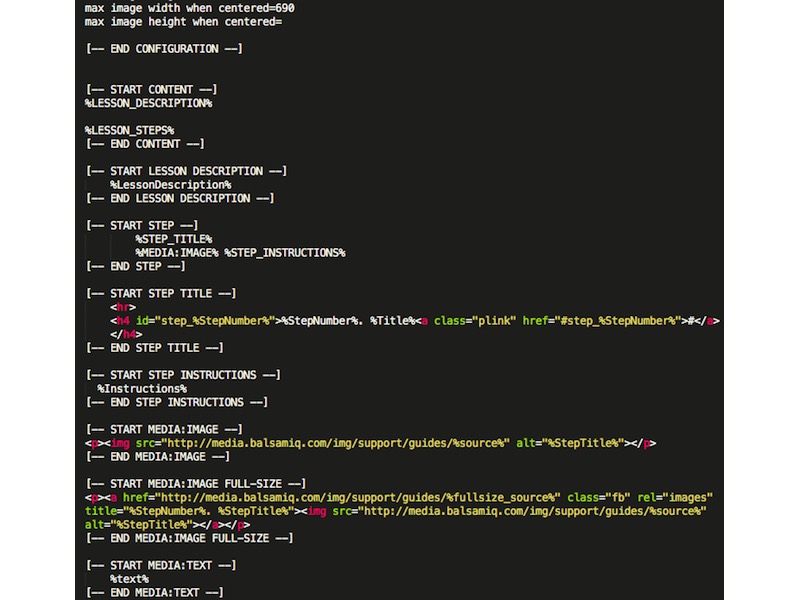 max image width when centered=690
max image height when centered=
[—— END CONFIGURATION ——]
[—— START CONTENT ——]
%LESSON_DESCRIPTION%
%LESSON_STEPS%
[—— END CONTENT ——]
[—— START LESSON DESCRIPTION ——]
%LessonDescription%
[—— END LESSON DESCRIPTION ——]
[—— START STEP ——]
%STEP_TITLE%
%MEDIA:IMAGE% %STEP_INSTRUCTIONS%
[—— END STEP ——]
[—— START STEP TITLE ——]
<hr>
<h4 id="step_%StepNumber%">%StepNumber%. %Title%<a class="plink" href="#step_%StepNumber%">#</a>
</h4>
[—— END STEP TITLE ——]
[—— START STEP INSTRUCTIONS ——]
%Instructions%
[—— END STEP INSTRUCTIONS ——]
[—— START MEDIA:IMAGE ——]
<p><img src="http://media.balsamiq.com/img/support/guides/%source%" alt="%StepTitle%"></p>
[—— END MEDIA:IMAGE ——]
[—— START MEDIA:IMAGE FULL-SIZE ——]
<p><a href="http://media.balsamiq.com/img/support/guides/%fullsize_source%" class="fb" rel="images"
title="%StepNumber%. %StepTitle%"><img src="http://media.balsamiq.com/img/support/guides/%source%"
alt="%StepTitle%"></a></p>
[—— END MEDIA:IMAGE FULL-SIZE ——]
[—— START MEDIA:TEXT ——]
%text%
[—— END MEDIA:TEXT ——]